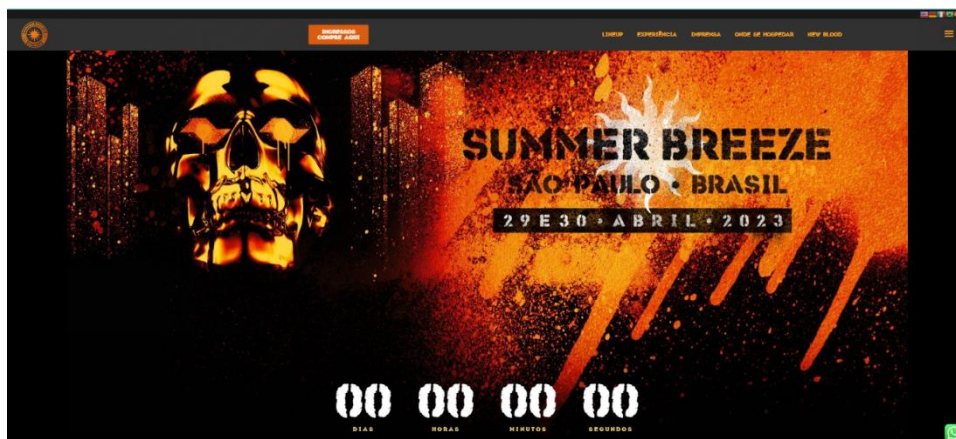 INGRESSOS
COMPRE AQUI
LINEUP EXPERIÊNCIA IMPRENSA ONDE SE HOSPEDAR NEW BLOOD
SUMMER BREEZE
SÃO PAULO • BRASIL
29 E 30 • ABRIL • 2023
00 00 00 00
DIAS HORAS MINUTOS SEGUNDOS